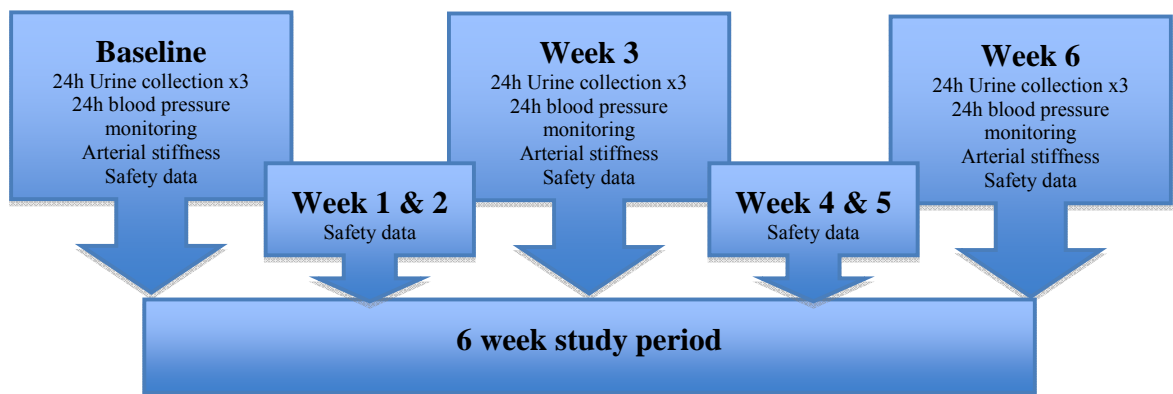 Baseline
24h Urine collection x3
24h blood pressure
monitoring
Arterial stiffness
Safety data
Week 1 & 2
Safety data
Week 3
24h Urine collection x3
24h blood pressure
monitoring
Arterial stiffness
Safety data
Week 4 & 5
Safety data
Week 6
24h Urine collection x3
24h blood pressure
monitoring
Arterial stiffness
Safety data
6 week study period